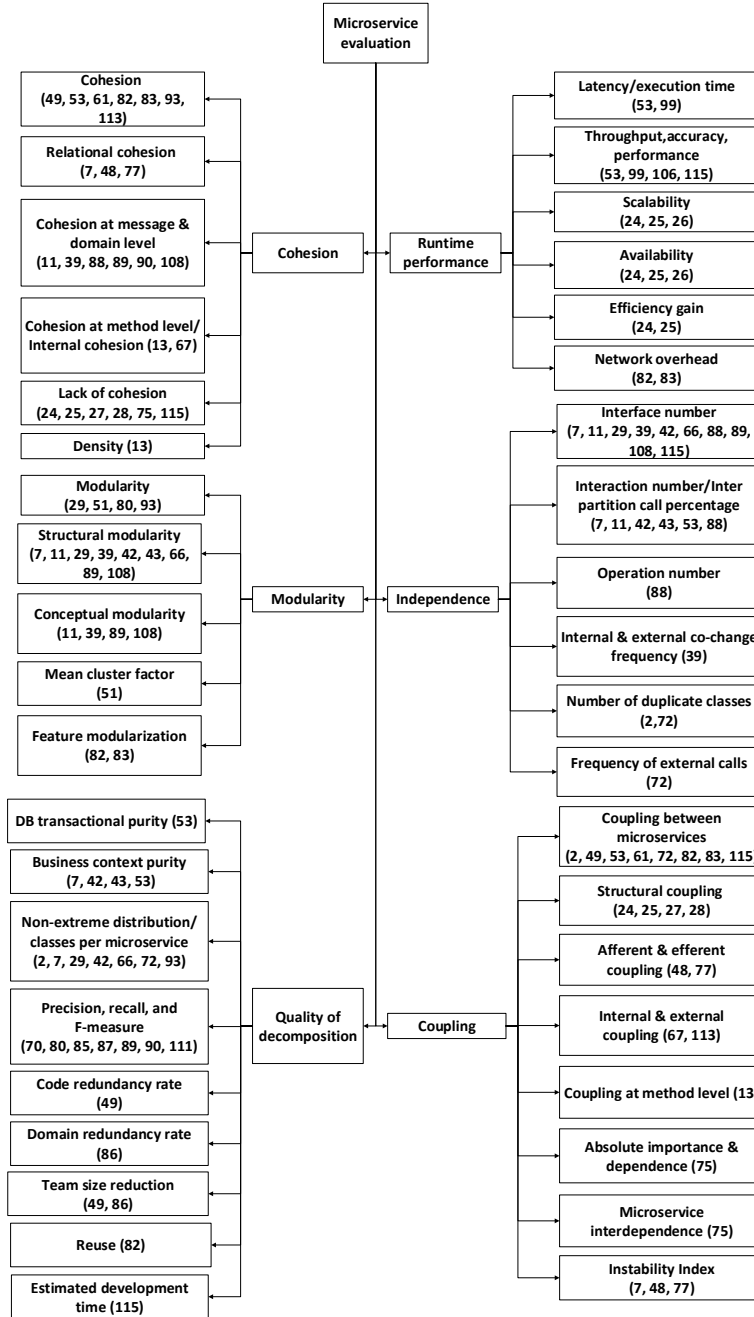 Microservice
evaluation
Cohesion
(49, 53, 61, 82, 83, 93,
113)
Relational cohesion
(7, 48, 77)
Cohesion at message &
domain level
(11, 39, 88, 89, 90, 108)
Cohesion at method level/
Internal cohesion (13, 67)
Lack of cohesion
(24, 25, 27, 28, 75, 115)
Density (13)
Cohesion
Runtime
performance
Latency/execution time
(53, 99)
Throughput,accuracy,
performance
(53, 99, 106, 115)
Scalability
(24, 25, 26)
Availability
(24, 25, 26)
Efficiency gain
(24, 25)
Network overhead
(82, 83)
Modularity
(29, 51, 80, 93)
Structural modularity
(7, 11, 29, 39, 42, 43, 66,
89, 108)
Conceptual modularity
(11, 39, 89, 108)
Mean cluster factor
(51)
Feature modularization
(82, 83)
Modularity
Independence
Interface number
(7, 11, 29, 39, 42, 66, 88, 89,
108, 115)
Interaction number/Inter
partition call percentage
(7, 11, 42, 43, 53, 88)
Operation number
(88)
Internal & external co-change
frequency (39)
Number of duplicate classes
(2,72)
Frequency of external calls
(72)
DB transactional purity (53)
Business context purity
(7, 42, 43, 53)
Non-extreme distribution/
classes per microservice
(2, 7, 29, 42, 66, 72, 93)
Precision, recall, and
F-measure
(70, 80, 85, 87, 89, 90, 111)
Code redundancy rate
(49)
Domain redundancy rate
(86)
Team size reduction
(49, 86)
Reuse (82)
Estimated development
time (115)
Quality of
decomposition
Coupling
Coupling between
microservices
(2, 49, 53, 61, 72, 82, 83, 115)
Structural coupling
(24, 25, 27, 28)
Afferent & efferent
coupling (48, 77)
Internal & external
coupling (67, 113)
Coupling at method level (13
Absolute importance &
dependence (75)
Microservice
interdependence (75)
Instability Index
(7, 48, 77)